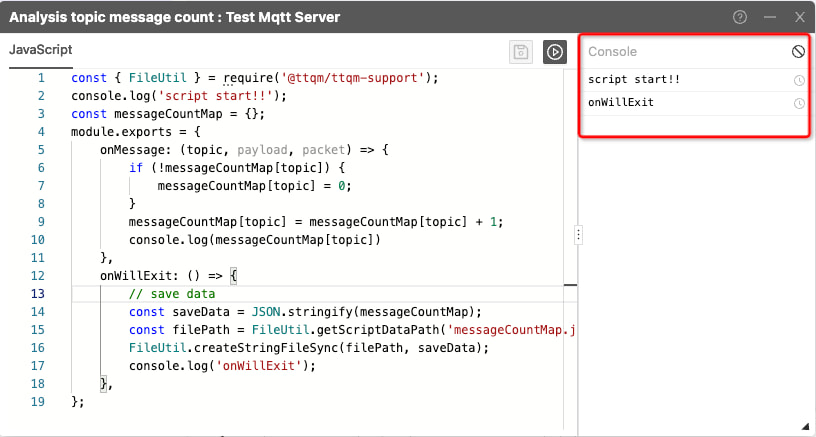 Analysis topic message count : Test Mqtt Server
JavaScript
1 const { FileUtil } = require('@ttqm/ttqm-support');
2 console.log('script start!!');
3 const messageCountMap = {};
4 module.exports = {
5 onMessage: (topic, payload, packet) => {
6 if (!messageCountMap[topic]) {
7 messageCountMap[topic] = 0;
8 }
9 messageCountMap[topic] = messageCountMap[topic] + 1;
10 console.log(messageCountMap[topic])
11 },
12 onWillExit: () => {
13 // save data
14 const saveData = JSON.stringify(messageCountMap);
15 const filePath = FileUtil.getScriptDataPath('messageCountMap.j
16 FileUtil.createStringFileSync(filePath, saveData);
17 console.log('onWillExit');
18 },
19 };
Console
script start!!
onWillExit